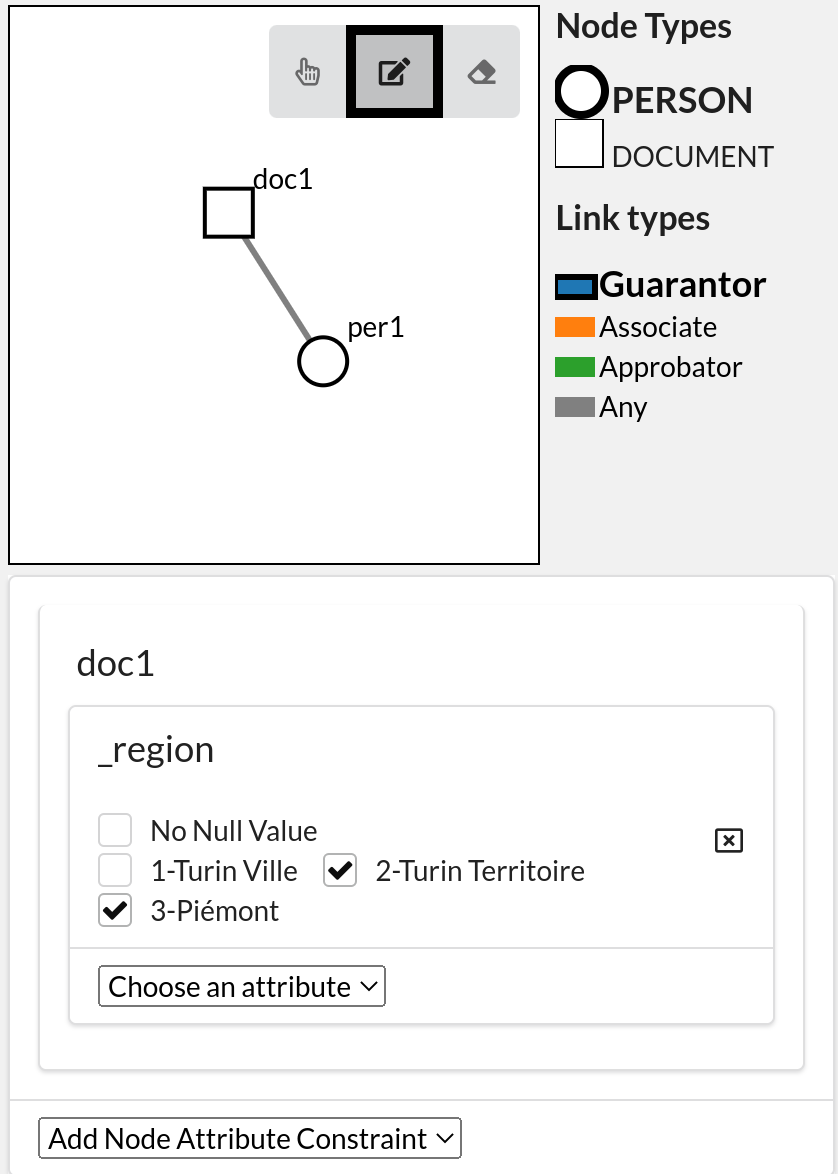 doc1
per1
Node Types
PERSON
DOCUMENT
Link types
Guarantor
Associate
Approbator
Any
doc1
_region
No Null Value
1-Turin Ville 2-Turin Territoire
3-Piémont
Choose an attribute
Add Node Attribute Constraint